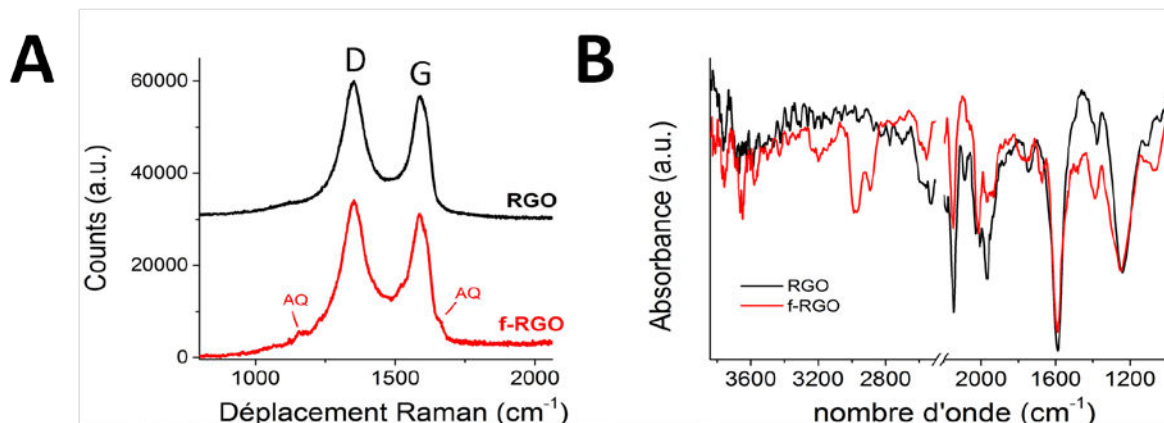 A
Counts (a.u.)
60000
40000
20000
0
D
G
RGO
AQ
AQ
f-RGO
1000
1500
2000
Déplacement Raman (cm-1)
B
Absorbance (a.u.)
RGO
f-RGO
3600
3200
2800
2000
1600
1200
nombre d'onde (cm-1)